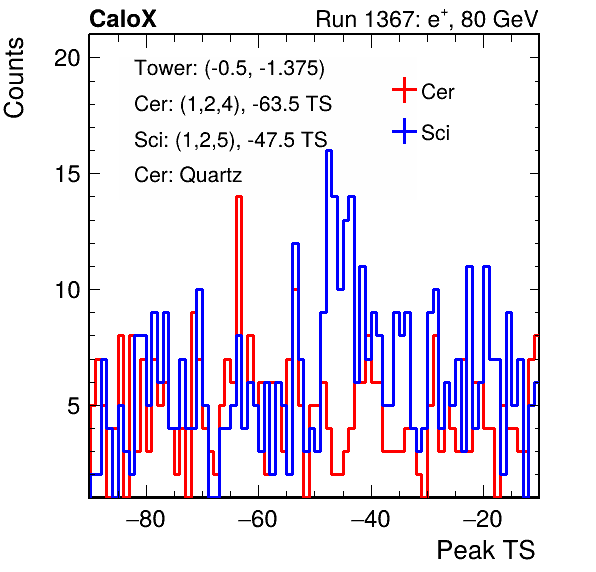 CaloX Run 1367: e⁺, 80 GeV
Counts
Tower: (-0.5, -1.375)
Cer: (1,2,4), -63.5 TS
Sci: (1,2,5), -47.5 TS
Cer: Quartz
Cer
Sci
20
15
10
5
−80 −60 −40 −20
Peak TS